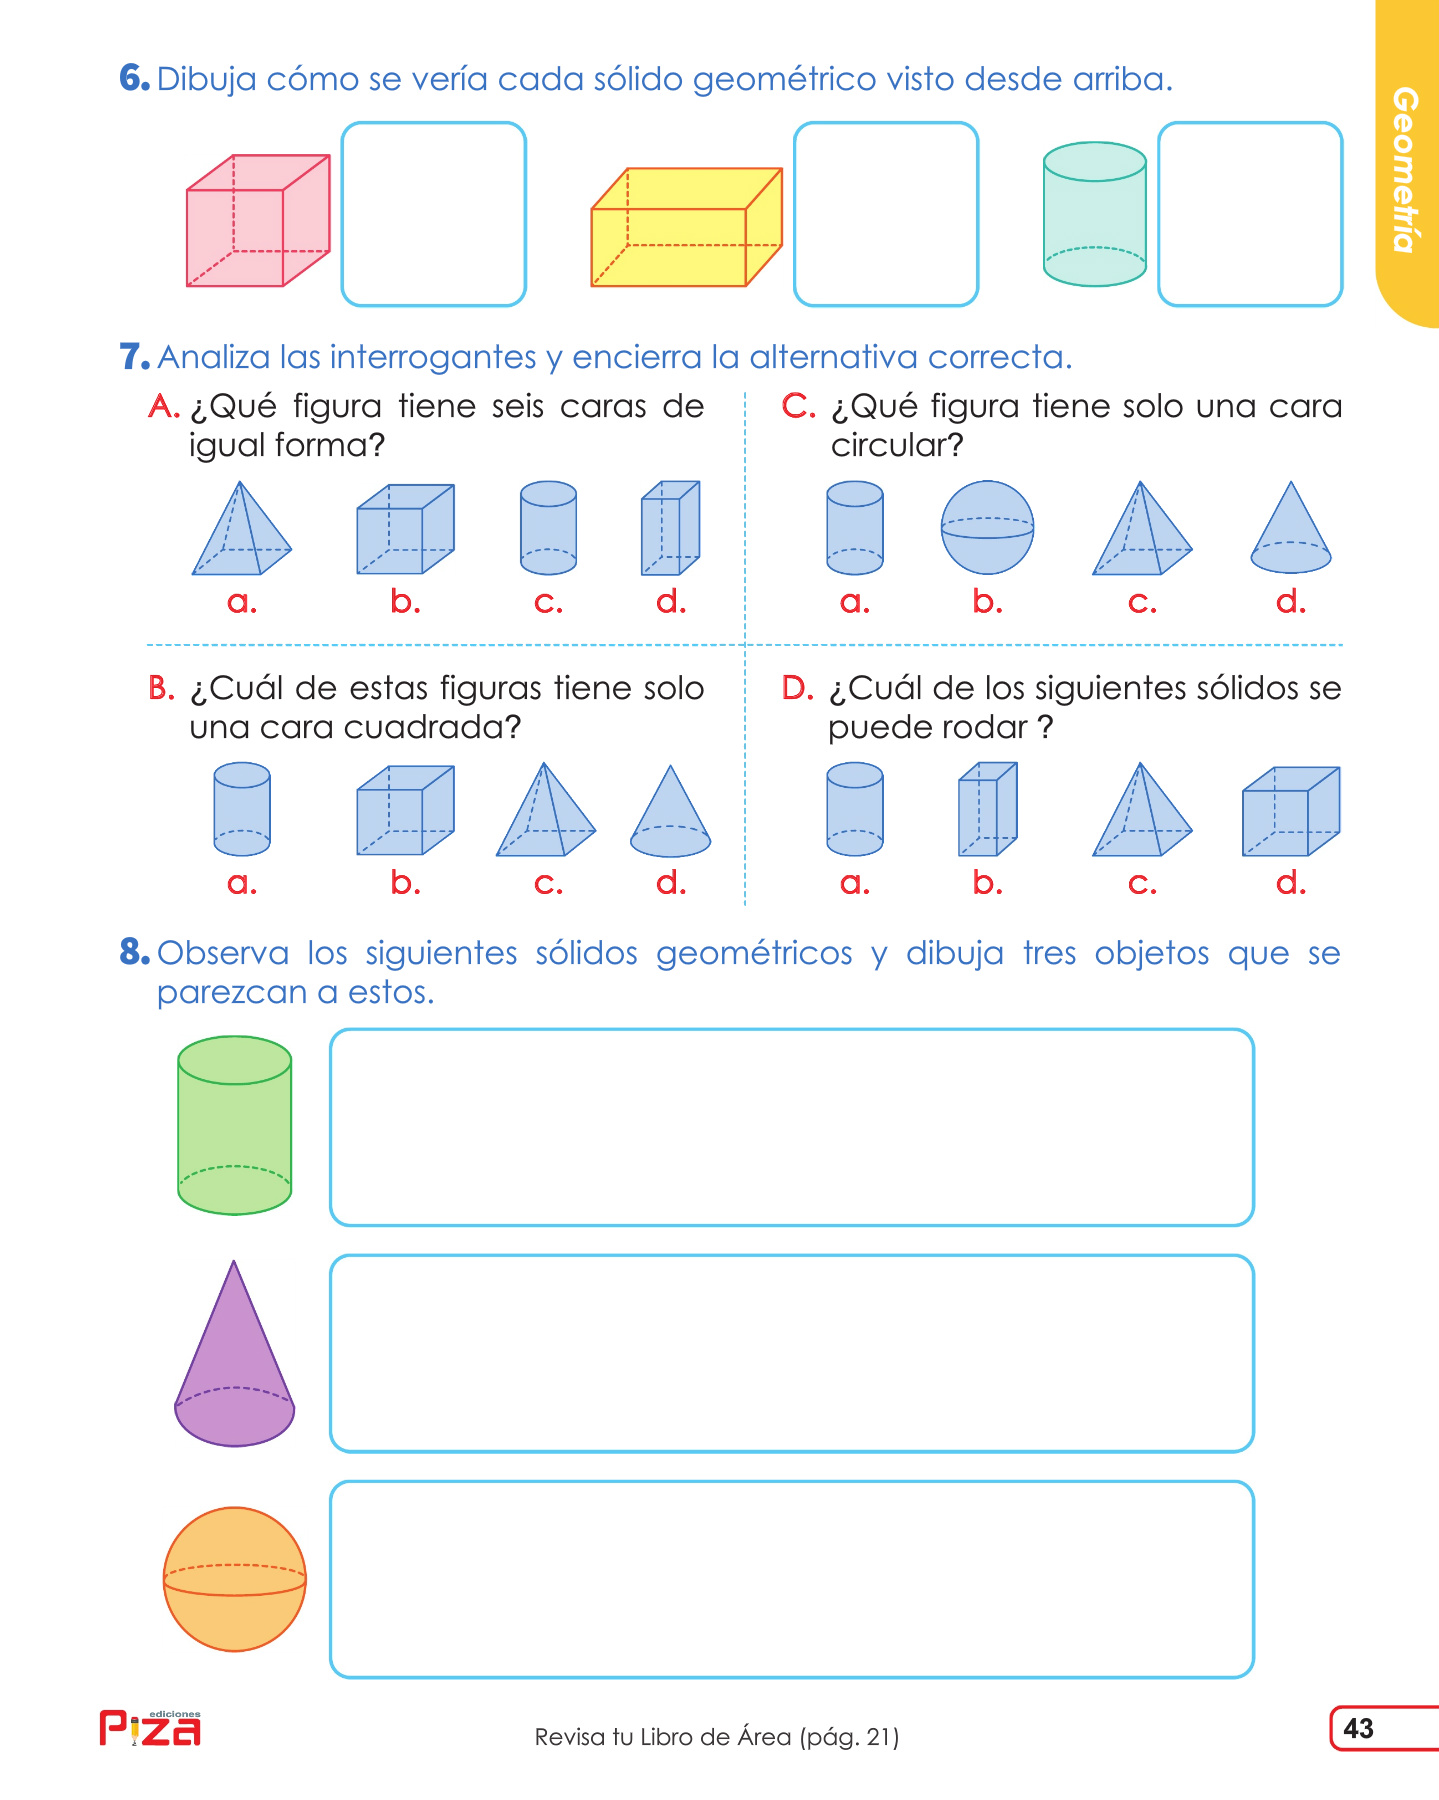 Geometría
6. Dibuja cómo se vería cada sólido geométrico visto desde arriba.
7. Analiza las interrogantes y encierra la alternativa correcta.
A. ¿Qué figura tiene seis caras de
igual forma?
a. b. c. d.
C. ¿Qué figura tiene solo una cara
circular?
a. b. c. d.
B. ¿Cuál de estas figuras tiene solo
una cara cuadrada?
a. b. c. d.
D. ¿Cuál de los siguientes sólidos se
puede rodar ?
a. b. c. d.
8. Observa los siguientes sólidos geométricos y dibuja tres objetos que se
parezcan a estos.
ediciones
Piza
Revisa tu Libro de Área (pág. 21)
43